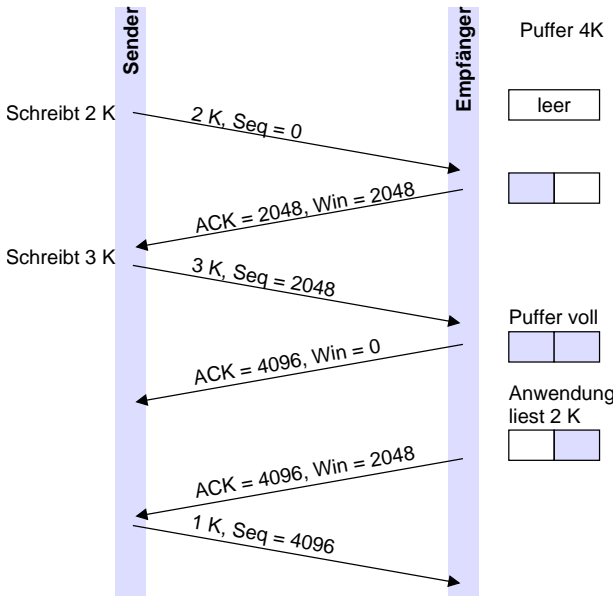 Sender
Empfänger
Puffer 4K
leer
Schreibt 2 K
2 K, Seq = 0
ACK = 2048, Win = 2048
Schreibt 3 K
3 K, Seq = 2048
Puffer voll
ACK = 4096, Win = 0
Anwendung
liest 2 K
ACK = 4096, Win = 2048
1 K, Seq = 4096